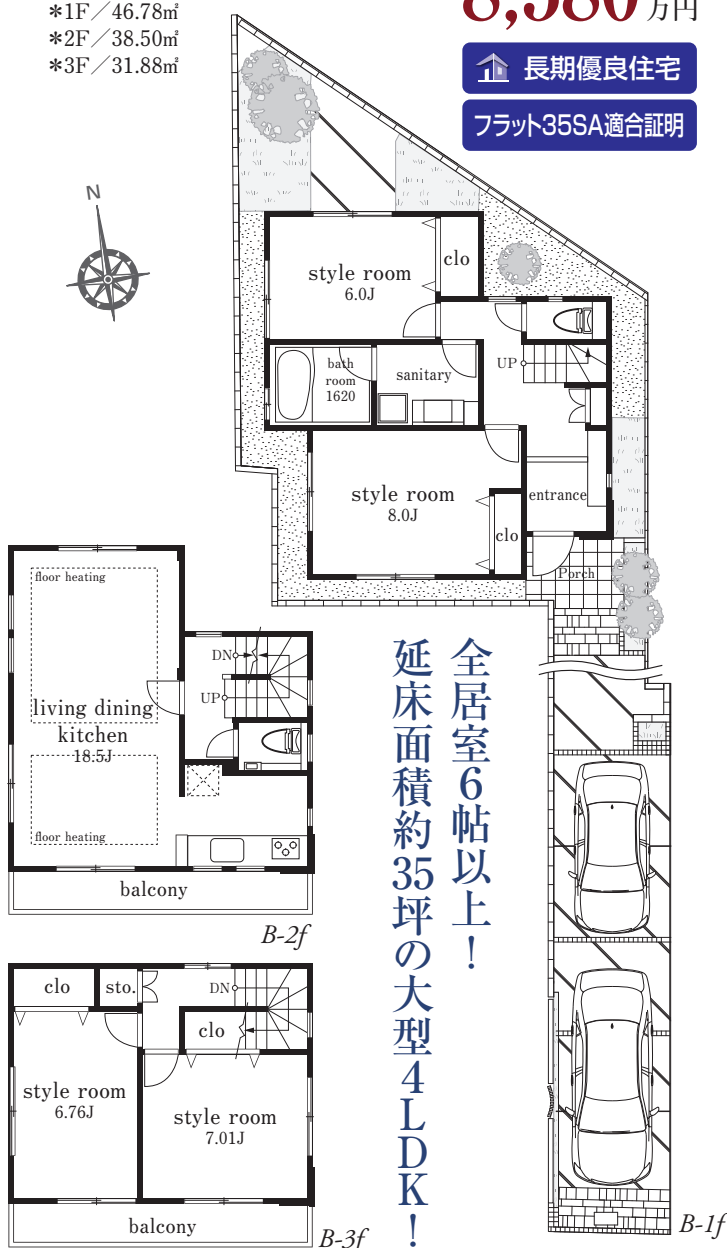 *1F／46.78㎡
*2F／38.50㎡
*3F／31.88㎡
万円
長期優良住宅
フラット35SA適合証明
N
style room
6.0J
clo
UP
bath
room
1620
sanitary
style room
8.0J
clo
entrance
Porch
floor heating
living dining
kitchen
18.5J
floor heating
DN
UP
balcony
B-2f
全居室6帖以上！
延床面積約35坪の大型4LDK！
clo
sto.
DN
clo
style room
6.76J
style room
7.01J
balcony
B-3f
B-1f